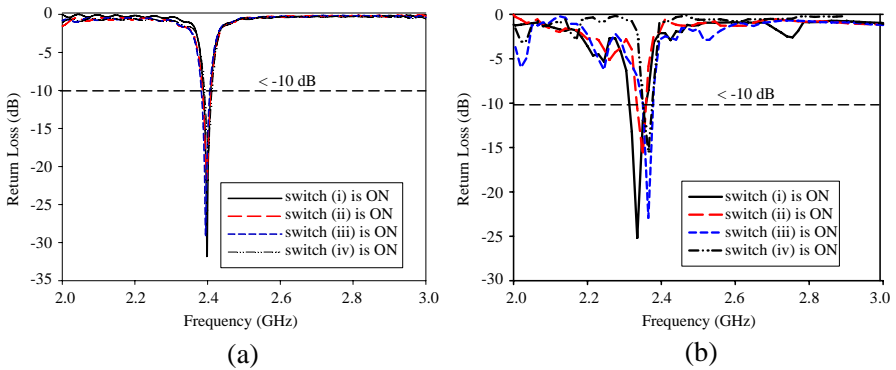 0
-5
-10
-15
-20
-25
-30
-35
Return Loss (dB)
< -10 dB
switch (i) is ON
switch (ii) is ON
switch (iii) is ON
switch (iv) is ON
2.0 2.2 2.4 2.6 2.8 3.0
Frequency (GHz)
(a)
0
-5
-10
-15
-20
-25
-30
Return Loss (dB)
< -10 dB
switch (i) is ON
switch (ii) is ON
switch (iii) is ON
switch (iv) is ON
2.0 2.2 2.4 2.6 2.8 3.0
Frequency (GHz)
(b)